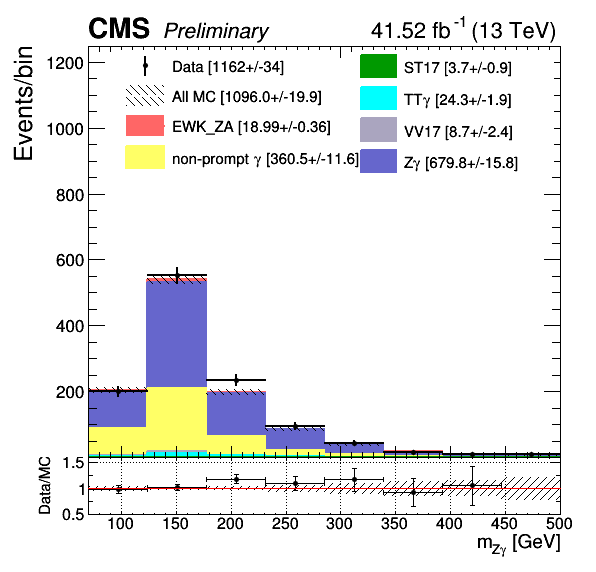 CMS Preliminary 41.52 fb⁻¹ (13 TeV)
Events/bin
1200
1000
800
600
400
200
Data [1162+/-34]
All MC [1096.0+/-19.9]
EWK_ZA [18.99+/-0.36]
non-prompt γ [360.5+/-11.6]
ST17 [3.7+/-0.9]
TTγ [24.3+/-1.9]
VV17 [8.7+/-2.4]
Zγ [679.8+/-15.8]
Data/MC
1.5
1
0.5
100 150 200 250 300 350 400 450 500
m_Zγ [GeV]